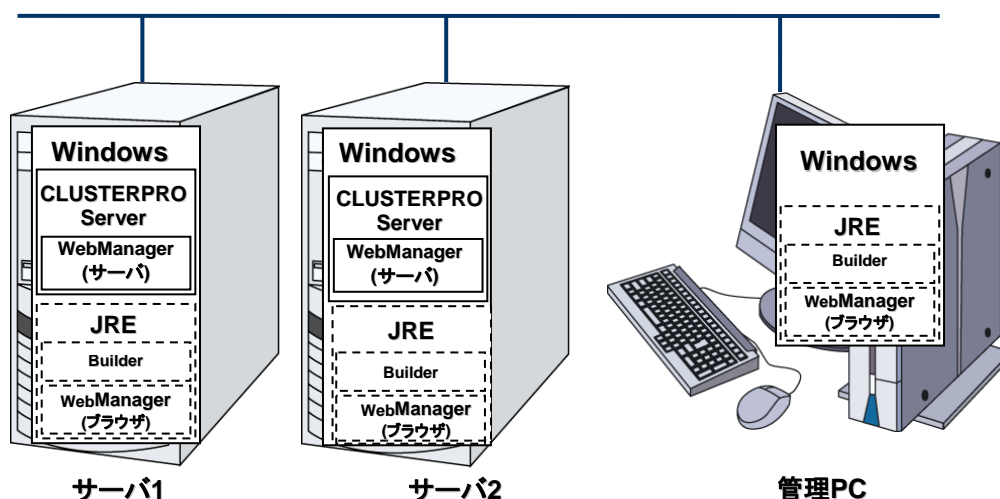 Windows
CLUSTERPRO
Server
WebManager
(サーバ)
JRE
Builder
WebManager
(ブラウザ)
サーバ1
Windows
CLUSTERPRO
Server
WebManager
(サーバ)
JRE
Builder
WebManager
(ブラウザ)
サーバ2
Windows
JRE
Builder
WebManager
(ブラウザ)
管理PC